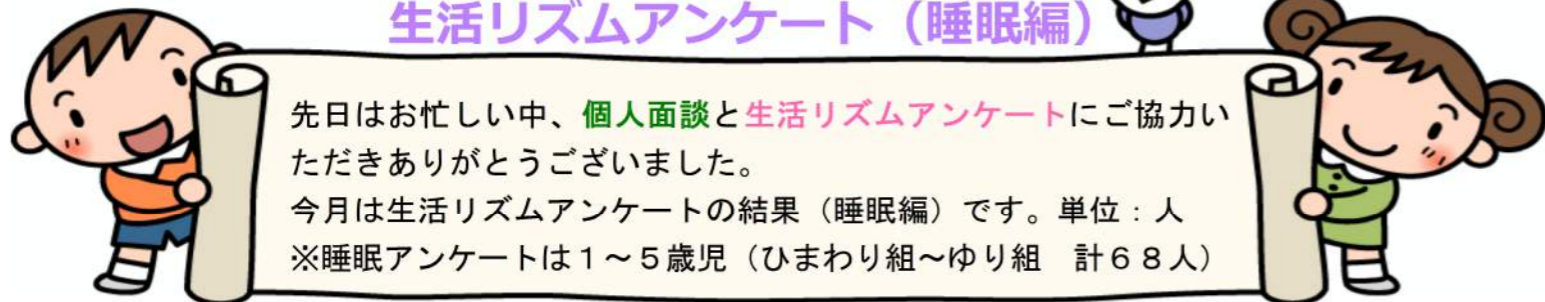 生活リズムアンケート（睡眠編）
先日はお忙しい中、個人面談と生活リズムアンケートにご協力い
ただきありがとうございました。
今月は生活リズムアンケートの結果（睡眠編）です。単位：人
※睡眠アンケートは１～５歳児（ひまわり組～ゆり組　計６８人）